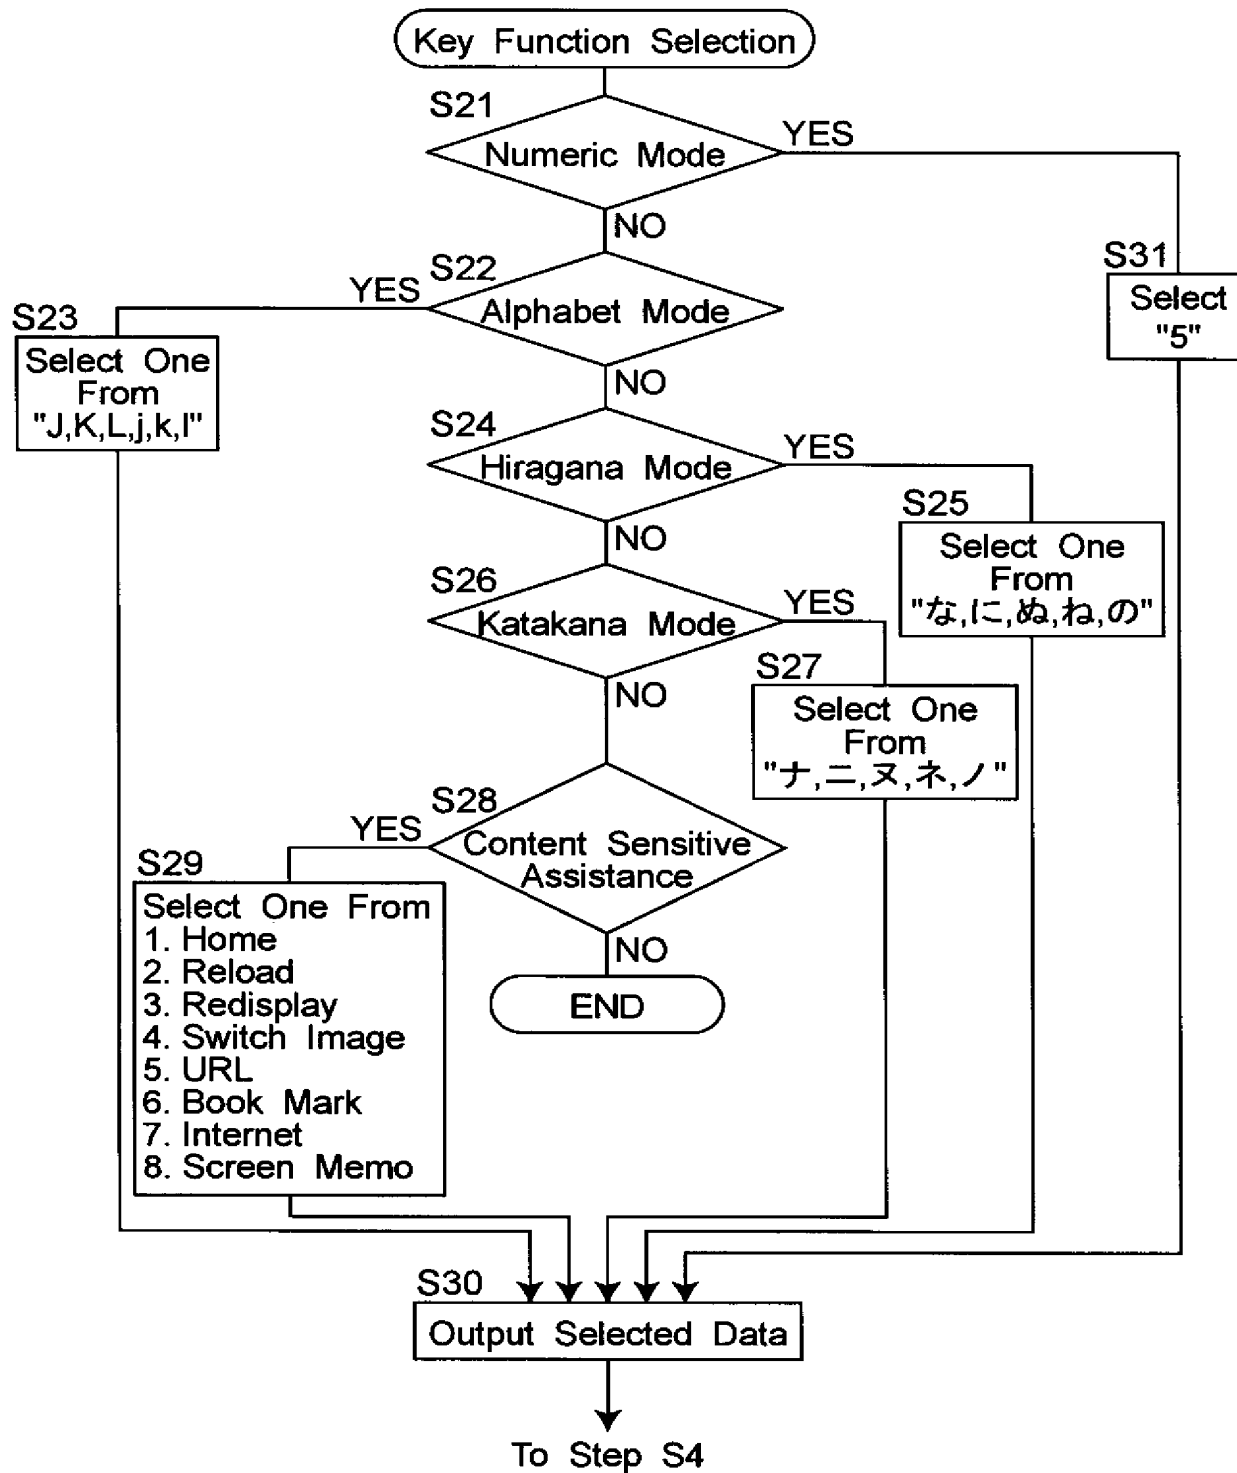 Key Function Selection
S21
Numeric Mode
YES
NO
S31
Select
"5"
S22
YES
Alphabet Mode
NO
S23
Select One
From
"J,K,L,j,k,l"
S24
Hiragana Mode
YES
NO
S25
Select One
From
"な,に,ぬ,ね,の"
S26
Katakana Mode
YES
NO
S27
Select One
From
"ナ,ニ,ヌ,ネ,ノ"
S28
YES
Content Sensitive
Assistance
NO
END
S29
Select One From
1. Home
2. Reload
3. Redisplay
4. Switch Image
5. URL
6. Book Mark
7. Internet
8. Screen Memo
S30
Output Selected Data
To Step S4